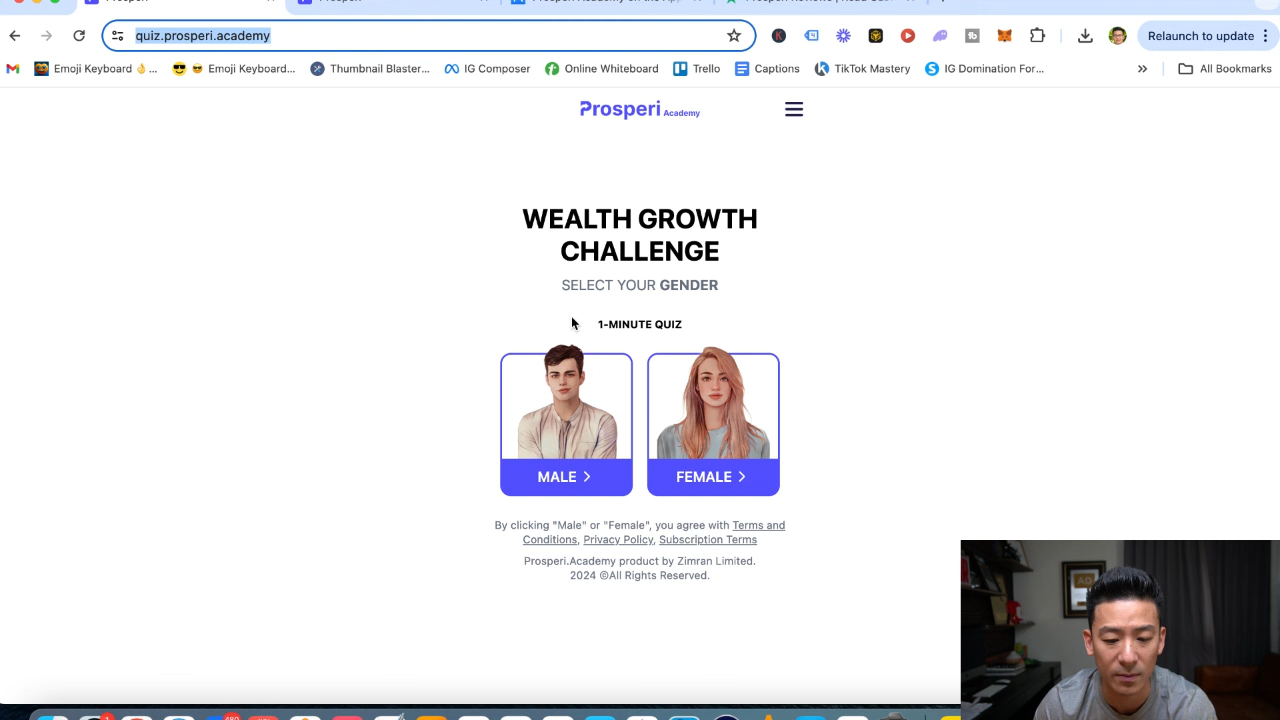 quiz.prosperi.academy
Relaunch to update
Emoji Keyboard 👌...
😎 Emoji Keyboard...
Thumbnail Blaster...
IG Composer
Online Whiteboard
Trello
Captions
TikTok Mastery
IG Domination For...
»
All Bookmarks
Prosperi Academy
WEALTH GROWTH
CHALLENGE
SELECT YOUR GENDER
1-MINUTE QUIZ
MALE >
FEMALE >
By clicking "Male" or "Female", you agree with Terms and
Conditions, Privacy Policy, Subscription Terms
Prosperi.Academy product by Zimran Limited.
2024 ©All Rights Reserved.